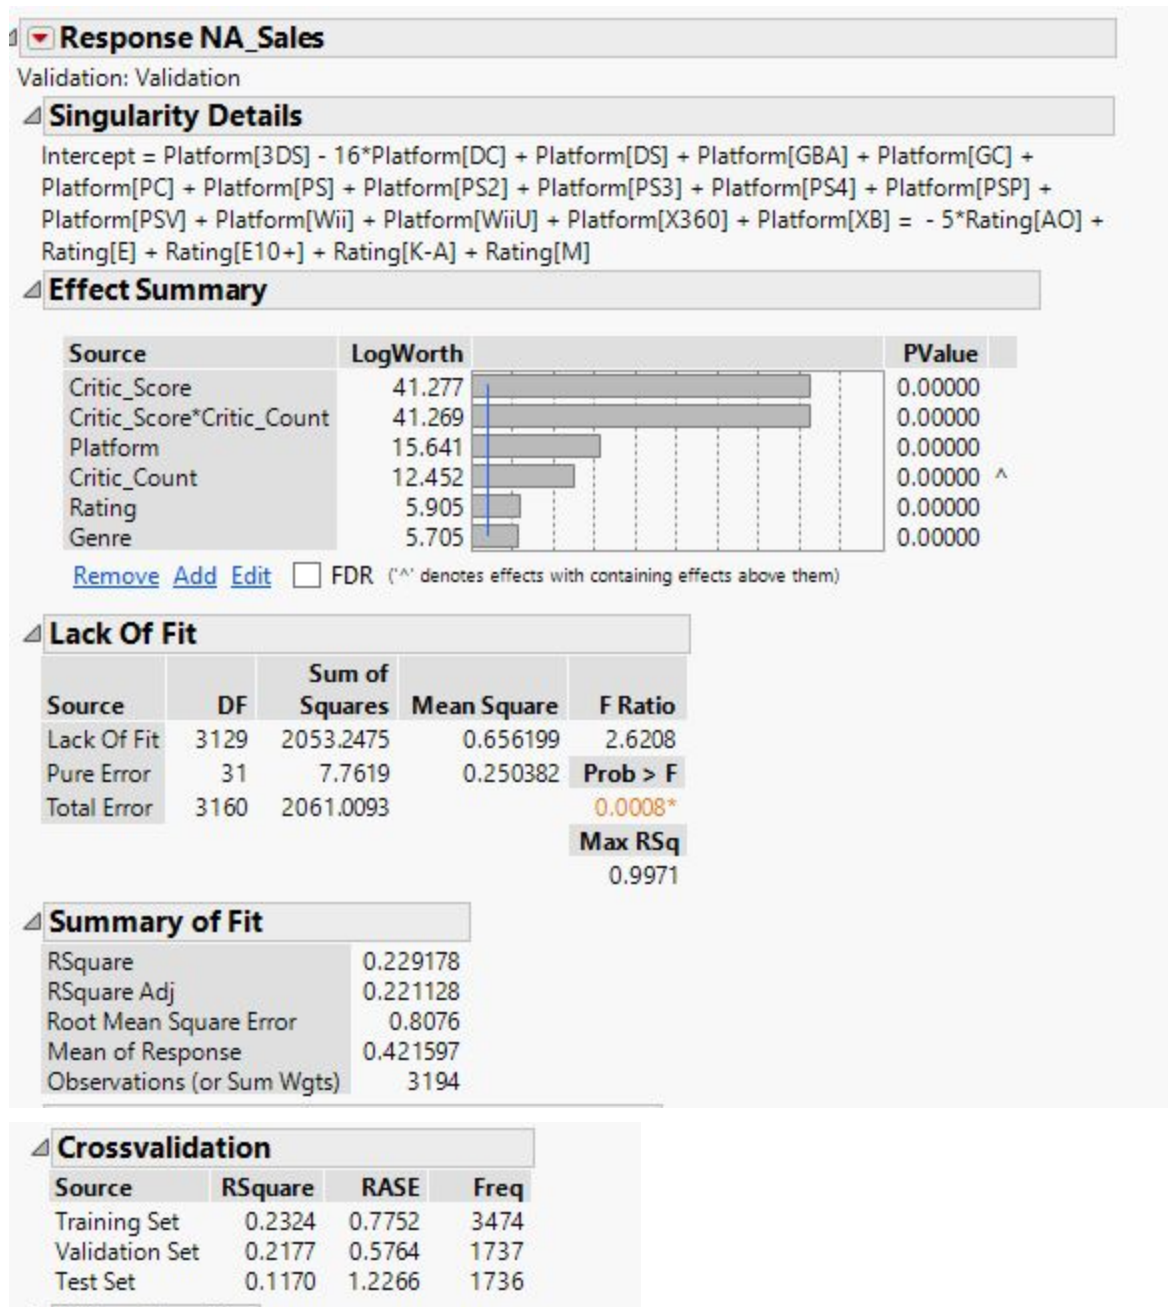 Response NA_Sales
Validation: Validation
Singularity Details
Intercept = Platform[3DS] - 16*Platform[DC] + Platform[DS] + Platform[GBA] + Platform[GC] +
Platform[PC] + Platform[PS] + Platform[PS2] + Platform[PS3] + Platform[PS4] + Platform[PSP] +
Platform[PSV] + Platform[Wii] + Platform[WiiU] + Platform[X360] + Platform[XB] = - 5*Rating[AO] +
Rating[E] + Rating[E10+] + Rating[K-A] + Rating[M]
Effect Summary
Source LogWorth PValue
Critic_Score 41.277 0.00000
Critic_Score*Critic_Count 41.269 0.00000
Platform 15.641 0.00000
Critic_Count 12.452 0.00000 ^
Rating 5.905 0.00000
Genre 5.705 0.00000
Remove Add Edit FDR ('^' denotes effects with containing effects above them)
Lack Of Fit
Sum of
Source DF Squares Mean Square F Ratio
Lack Of Fit 3129 2053.2475 0.656199 2.6208
Pure Error 31 7.7619 0.250382 Prob > F
Total Error 3160 2061.0093 0.0008*
Max RSq
0.9971
Summary of Fit
RSquare 0.229178
RSquare Adj 0.221128
Root Mean Square Error 0.8076
Mean of Response 0.421597
Observations (or Sum Wgts) 3194
Crossvalidation
Source RSquare RASE Freq
Training Set 0.2324 0.7752 3474
Validation Set 0.2177 0.5764 1737
Test Set 0.1170 1.2266 1736